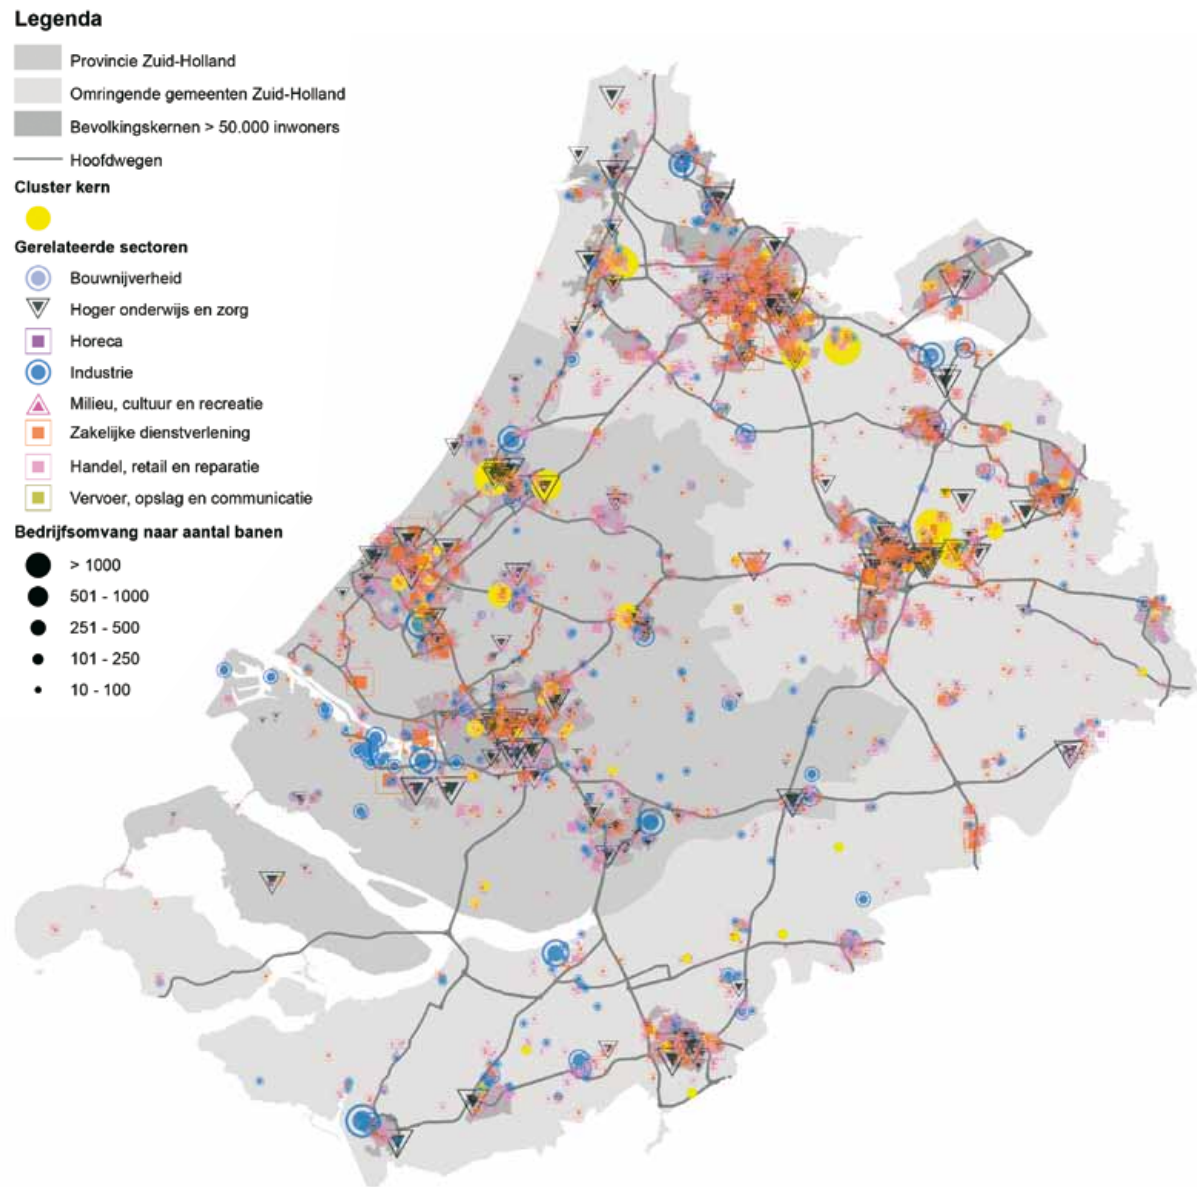 Legenda
Provincie Zuid-Holland
Omringende gemeenten Zuid-Holland
Bevolkingskernen > 50.000 inwoners
Hoofdwegen
Cluster kern
Gerelateerde sectoren
Bouwnijverheid
Hoger onderwijs en zorg
Horeca
Industrie
Milieu, cultuur en recreatie
Zakelijke dienstverlening
Handel, retail en reparatie
Vervoer, opslag en communicatie
Bedrijfsomvang naar aantal banen
> 1000
501 - 1000
251 - 500
101 - 250
10 - 100